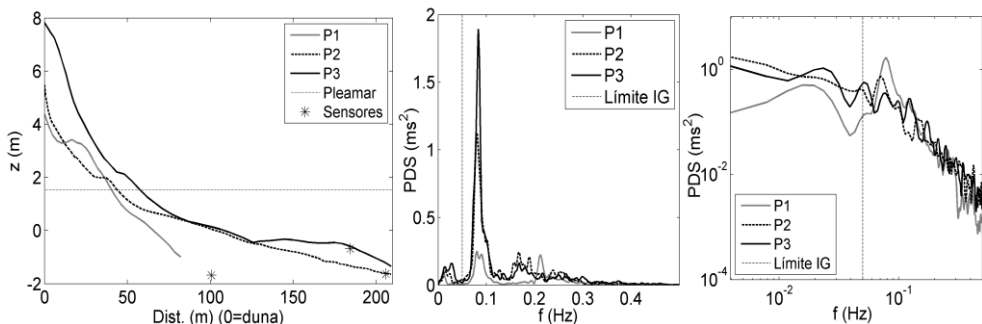 8
6
4
2
0
-2
z (m)
0
50
100
150
200
Dist. (m) (0=duna)
P1
P2
P3
Pleamar
Sensores
2
1.5
1
0.5
0
PDS (ms²)
0
0.1
0.2
0.3
0.4
f (Hz)
P1
P2
P3
Límite IG
10⁰
10⁻²
10⁻⁴
PDS (ms²)
10⁻²
10⁻¹
f (Hz)
P1
P2
P3
Límite IG